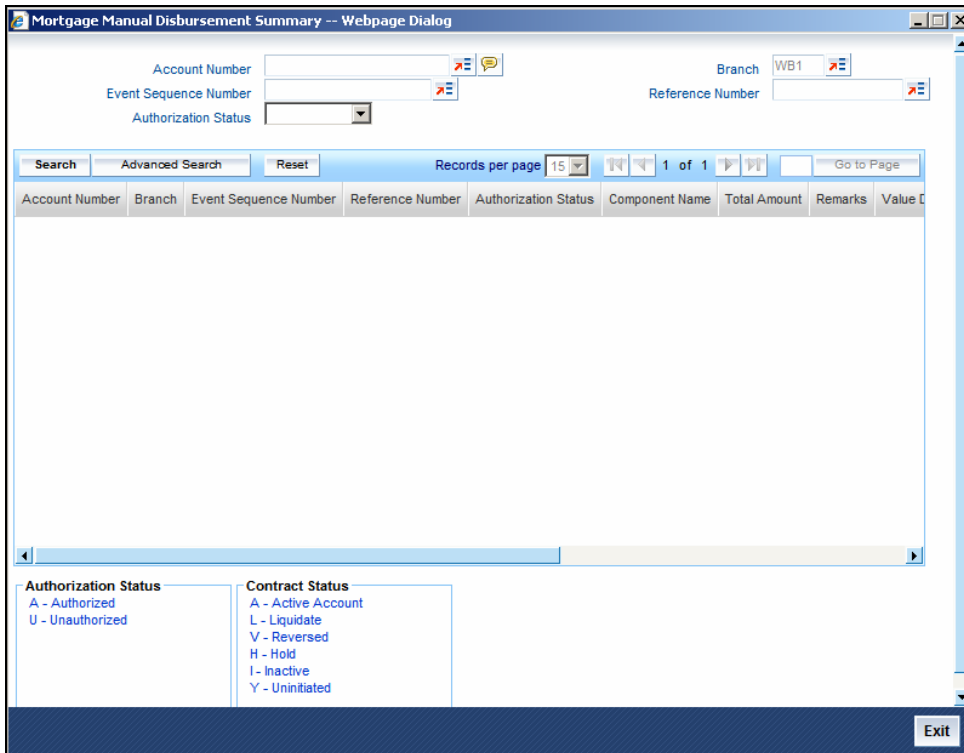 Mortgage Manual Disbursement Summary -- Webpage Dialog
Account Number
Branch WB1
Event Sequence Number
Reference Number
Authorization Status
Search Advanced Search Reset Records per page 15 1 of 1 Go to Page
Account Number Branch Event Sequence Number Reference Number Authorization Status Component Name Total Amount Remarks Value D
Authorization Status
A - Authorized
U - Unauthorized
Contract Status
A - Active Account
L - Liquidate
V - Reversed
H - Hold
I - Inactive
Y - Uninitiated
Exit